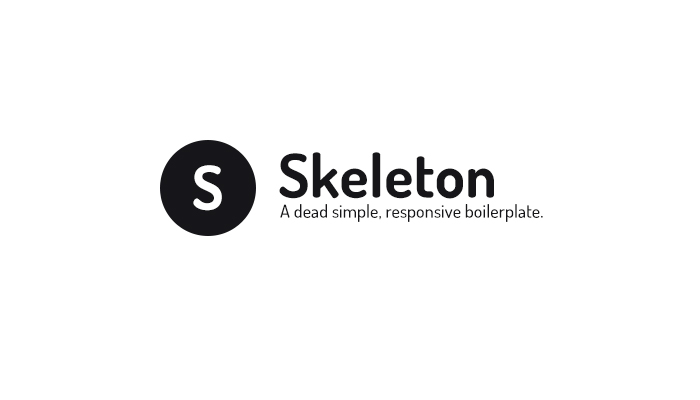 S
Skeleton
A dead simple, responsive boilerplate.